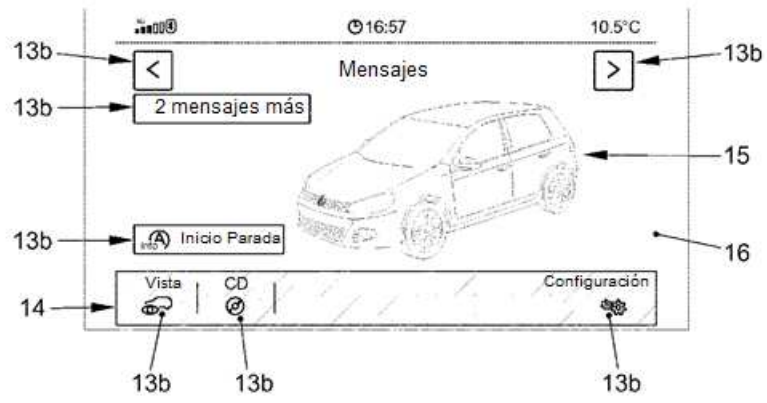 16:57 10.5°C
13b < Mensajes > 13b
13b 2 mensajes más
15
13b Info A Inicio Parada
16
Vista CD Configuración
14
13b 13b 13b